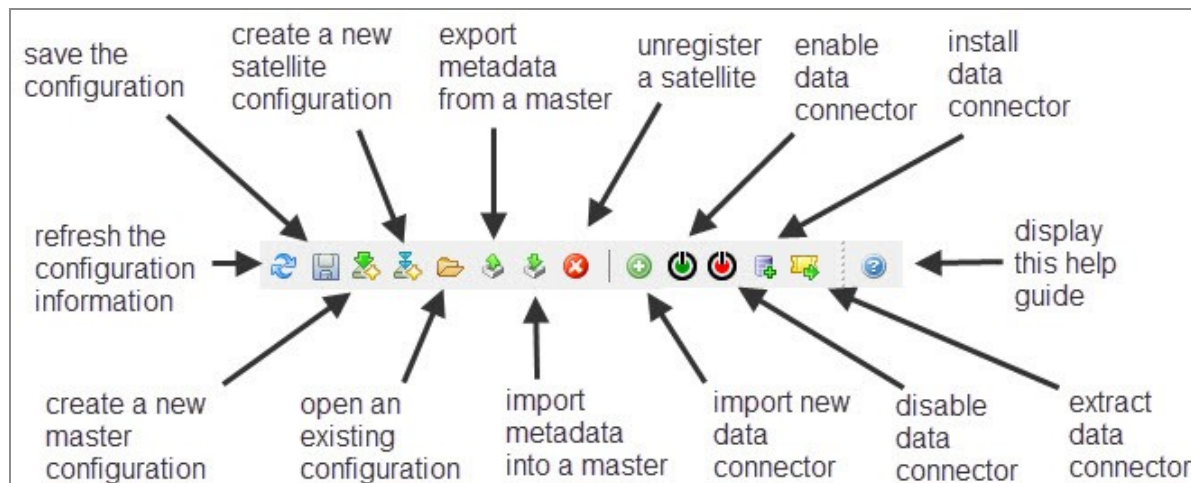 save the
configuration
create a new
satellite
configuration
export
metadata
from a master
unregister
a satellite
enable
data
connector
install
data
connector
refresh the
configuration
information
display
this help
guide
create a new
master
configuration
open an
existing
configuration
import
metadata
into a master
import new
data
connector
disable
data
connector
extract
data
connector